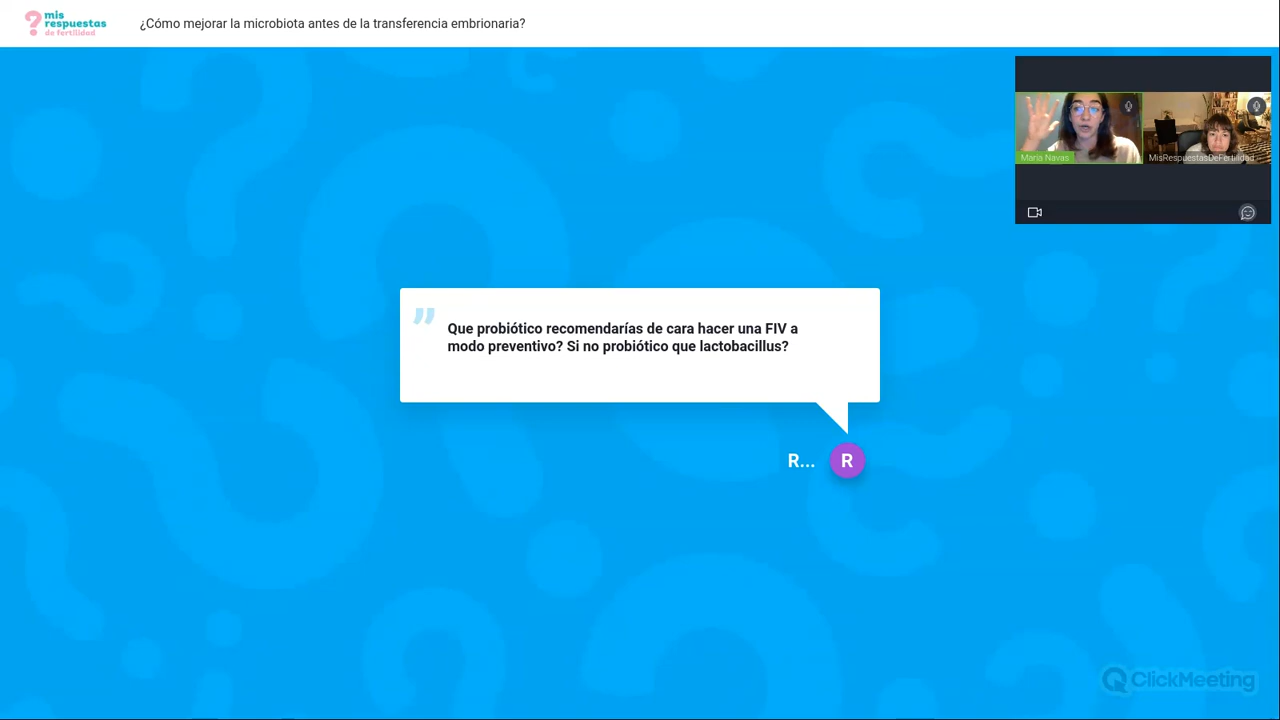 mis
respuestas
de fertilidad
¿Cómo mejorar la microbiota antes de la transferencia embrionaria?
Maria Navas
MisRespuestasDeFertilidad
Que probiótico recomendarías de cara hacer una FIV a
modo preventivo? Si no probiótico que lactobacillus?
R...
R
ClickMeeting